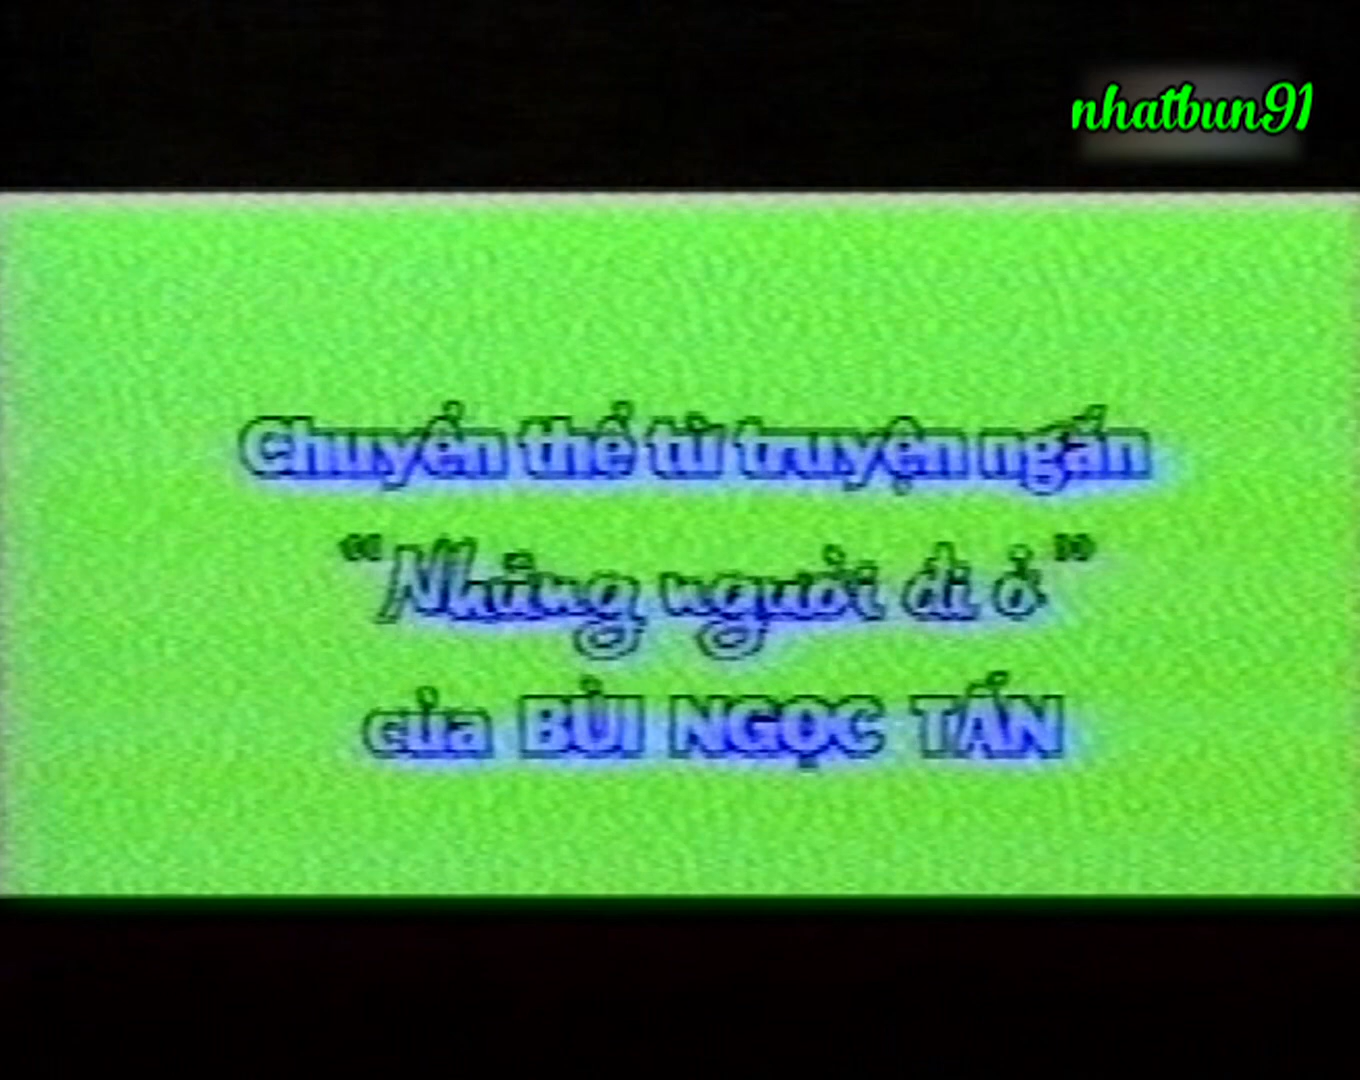 nhatbun91
Chuyển thể từ truyện ngắn
"Những người đi ở"
của BÙI NGỌC TẤN